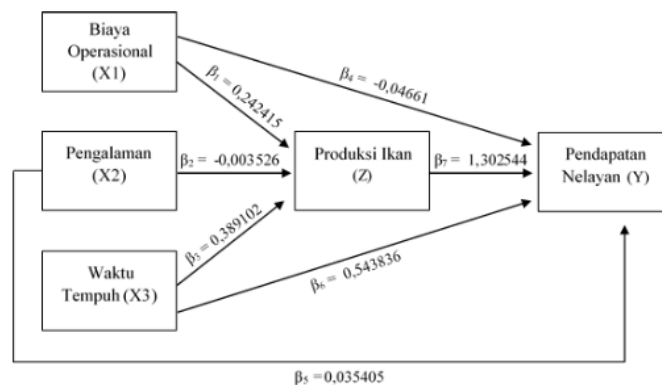 Biaya
Operasional
(X1)
β₄ = -0,04661
β₁ = 0,242415
Pengalaman
(X2)
β₂ = -0,003526
Produksi Ikan
(Z)
β₇ = 1,302544
Pendapatan
Nelayan (Y)
β₃ = 0,389102
Waktu
Tempuh (X3)
β₆ = 0,543836
β₅ = 0,035405